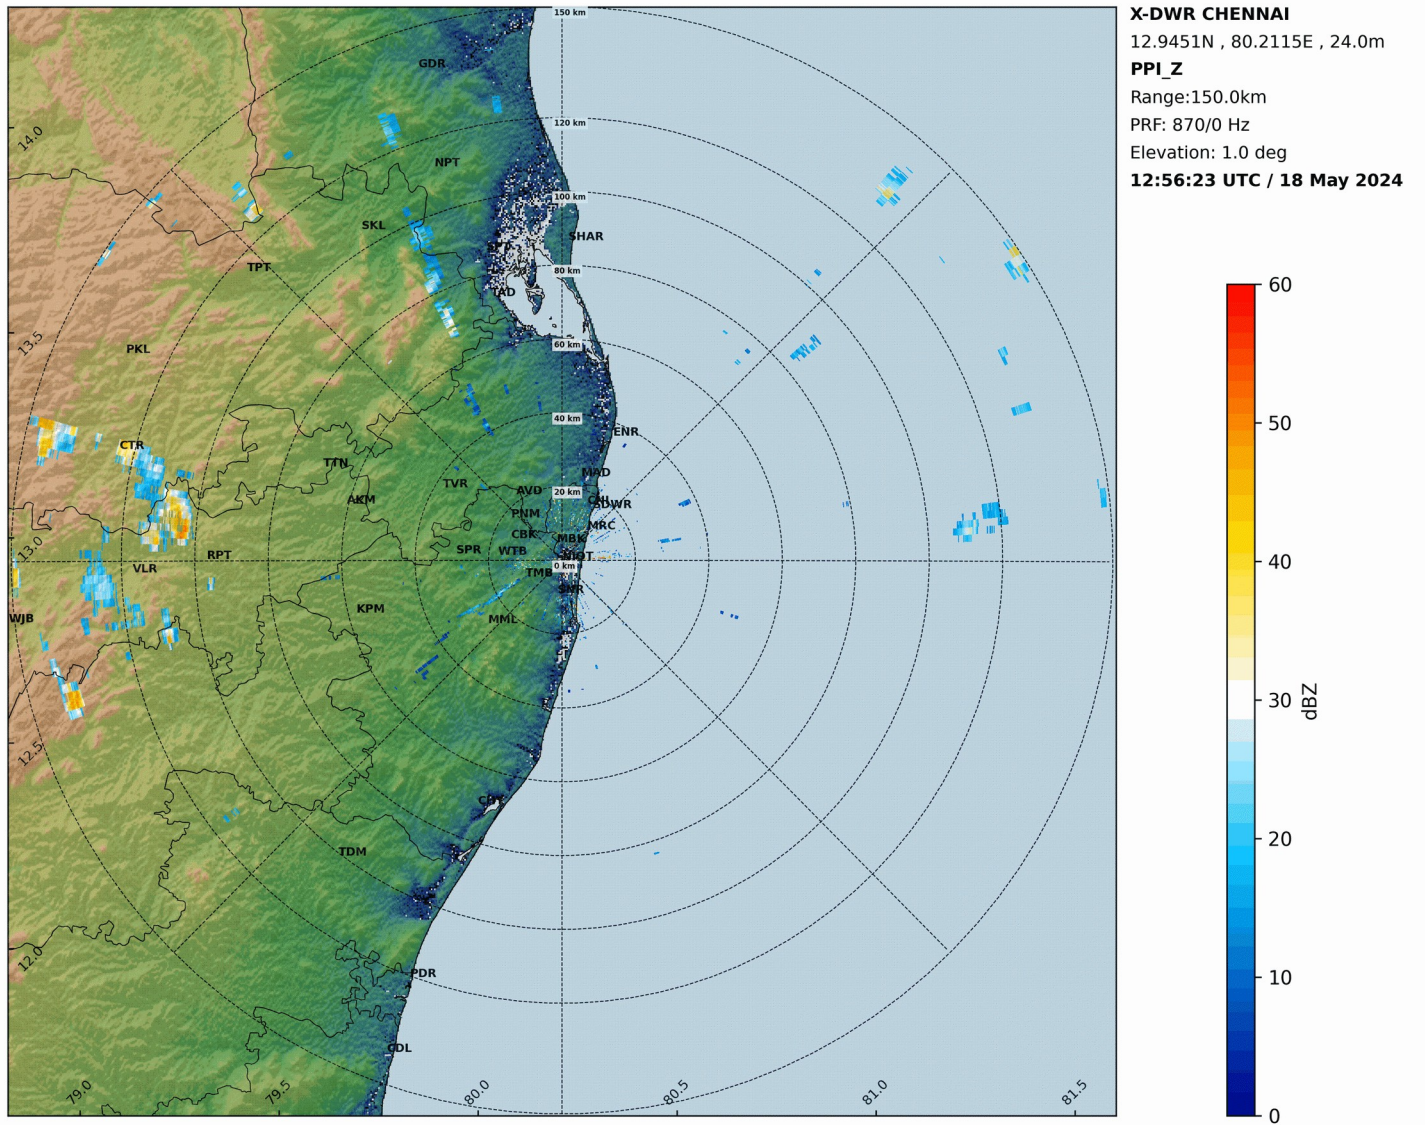 X-DWR CHENNAI
12.9451N , 80.2115E , 24.0m
PPI_Z
Range:150.0km
PRF: 870/0 Hz
Elevation: 1.0 deg
12:56:23 UTC / 18 May 2024
150 km
GDR
120 km
14.0
NPT
100 km
SKL
SHAR
TPT
80 km
TAD
13.5
60 km
PKL
40 km
ENR
CTR
TTN
MAD
TVR
AVD
20 km
AKM
SDWR
PNM
MRC
CBK
MBK
13.0
SPR
WTB
RPT
NIOT
0 km
VLR
TMB
SNR
KPM
WJB
MML
12.5
TDM
12.0
PDR
CDL
79.0
79.5
80.0
80.5
81.0
81.5
60
50
40
30
20
10
0
dBZ